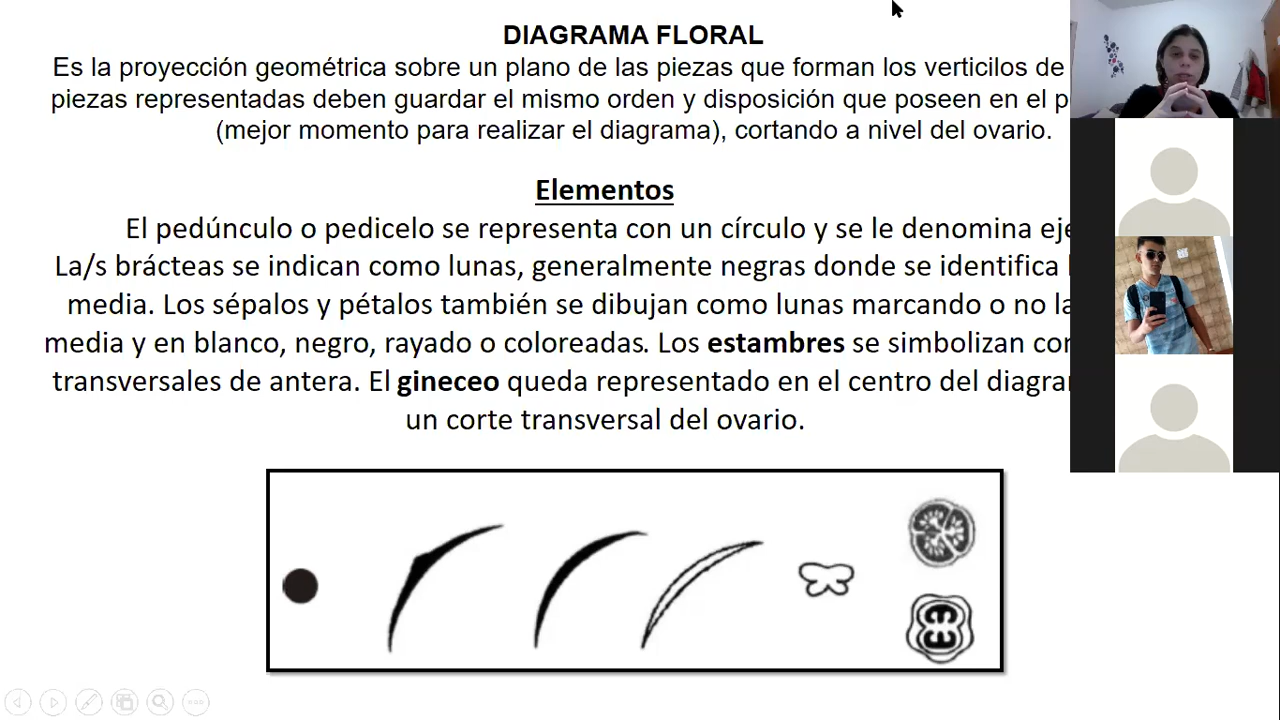 DIAGRAMA FLORAL
Es la proyección geométrica sobre un plano de las piezas que forman los verticilos de
piezas representadas deben guardar el mismo orden y disposición que poseen en el
(mejor momento para realizar el diagrama), cortando a nivel del ovario.
Elementos
El pedúnculo o pedicelo se representa con un círculo y se le denomina
La/s brácteas se indican como lunas, generalmente negras donde se identifica
media. Los sépalos y pétalos también se dibujan como lunas marcando o no la
media y en blanco, negro, rayado o coloreadas. Los estambres se simbolizan
transversales de antera. El gineceo queda representado en el centro del
un corte transversal del ovario.